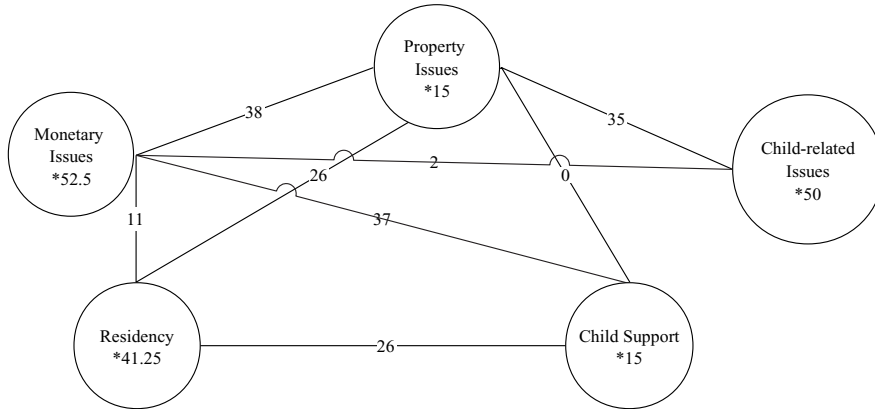 Property
Issues
*15
38
35
Monetary
Issues
*52.5
Child-related
Issues
*50
26
2
0
11
37
Residency
*41.25
26
Child Support
*15